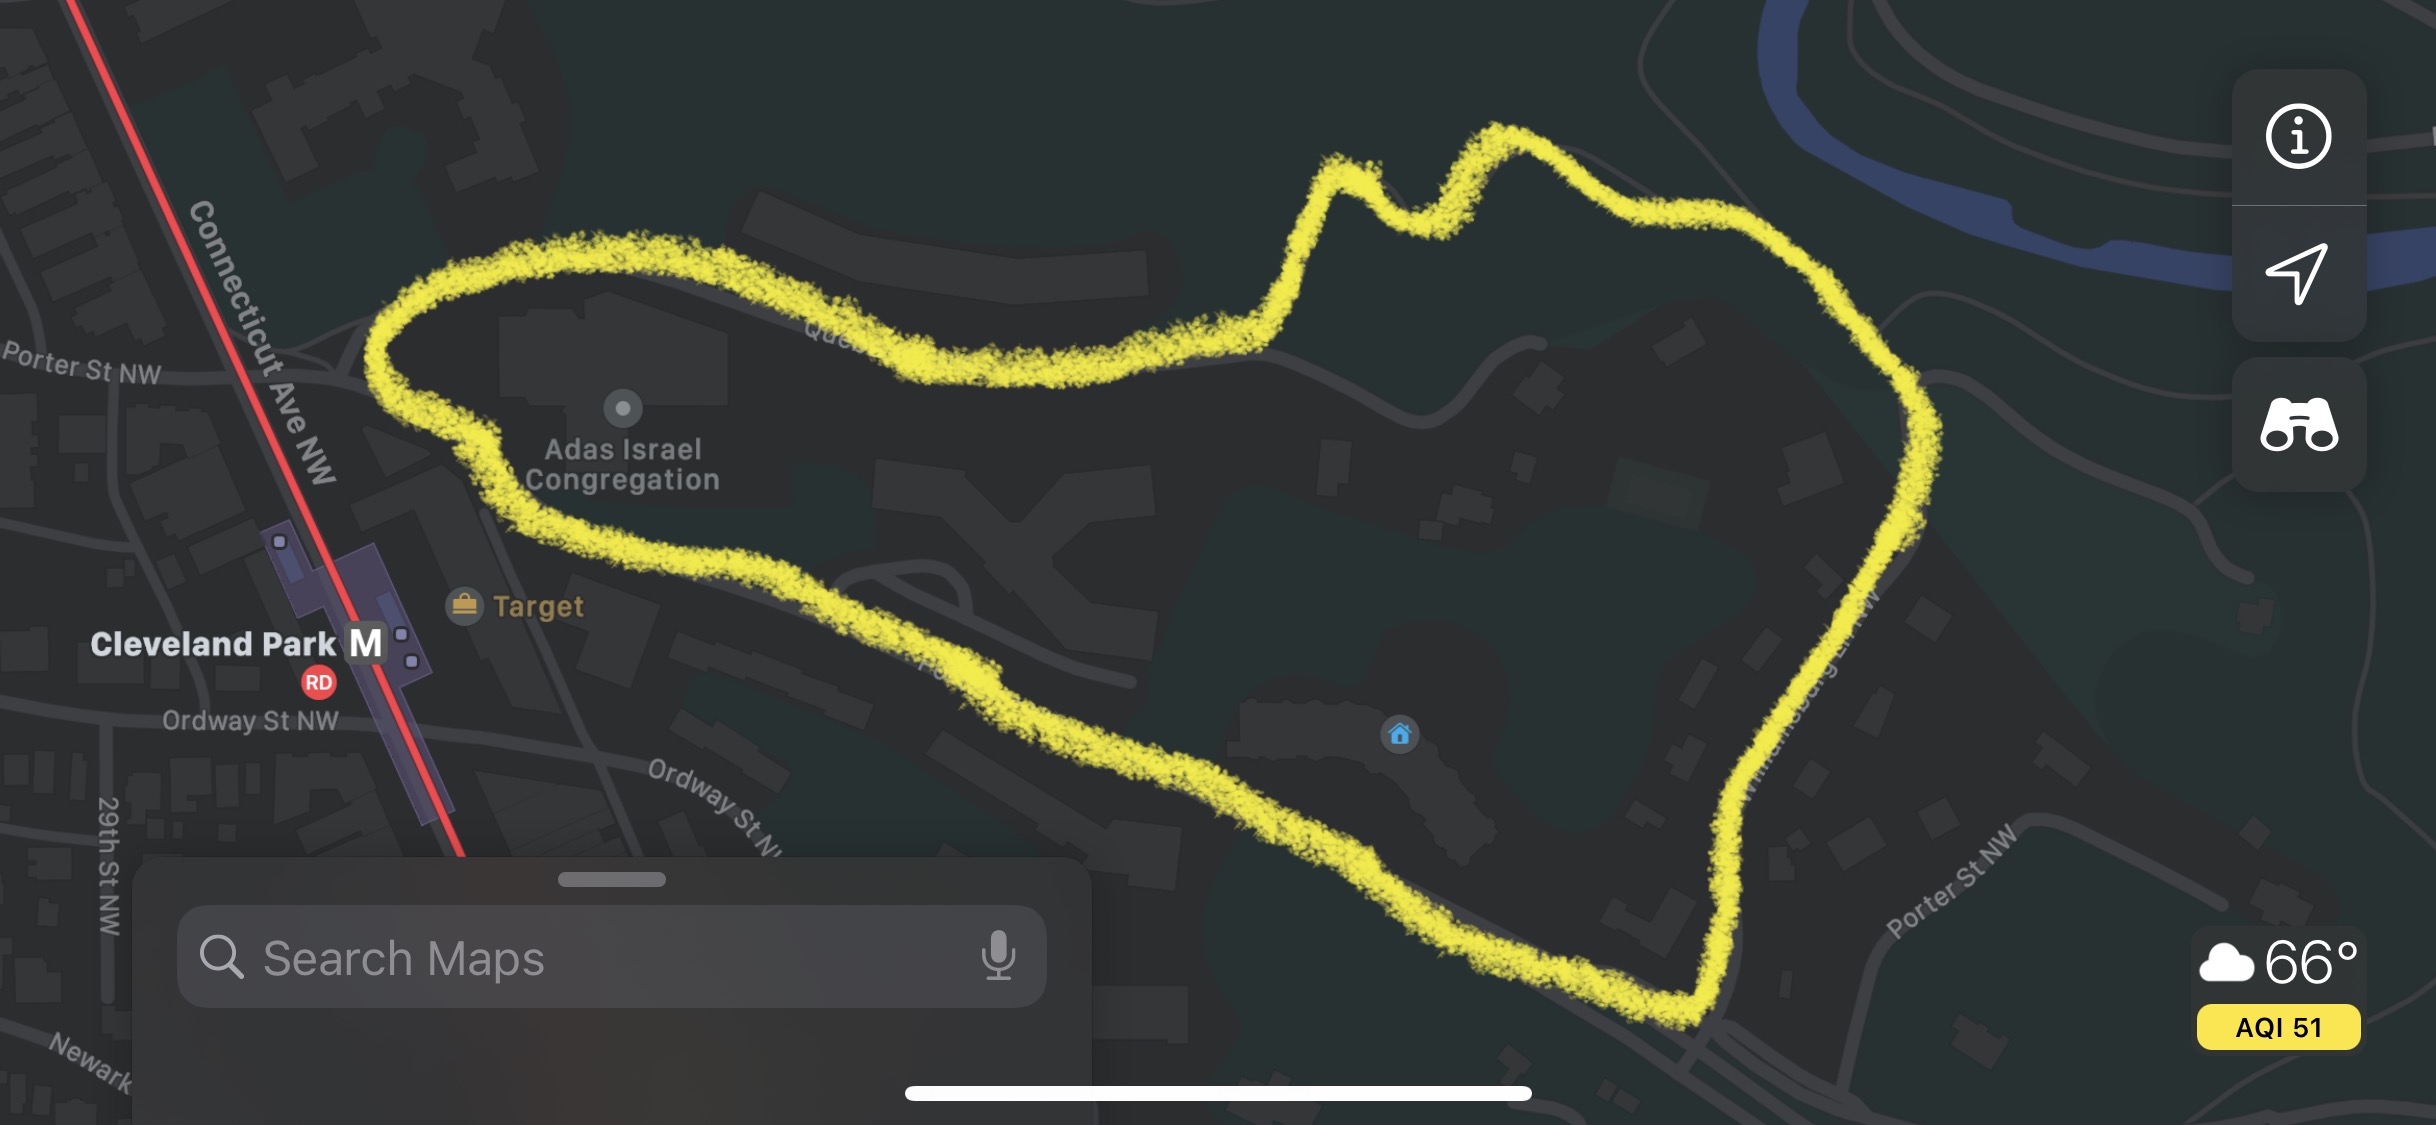 Connecticut Ave NW
Porter St NW
Adas Israel
Congregation
Target
Cleveland Park
M
RD
Ordway St NW
Ordway St N
29th St NW
Porter St NW
Newark
Search Maps
66°
AQI 51